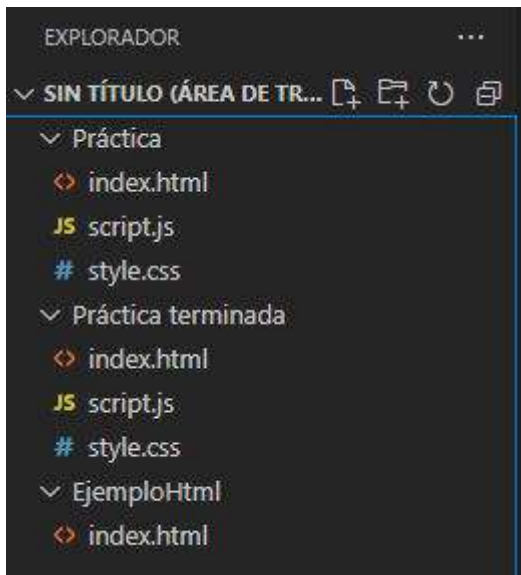 EXPLORADOR ...
SIN TÍTULO (ÁREA DE TR...
Práctica
index.html
JS script.js
# style.css
Práctica terminada
index.html
JS script.js
# style.css
EjemploHtml
index.html